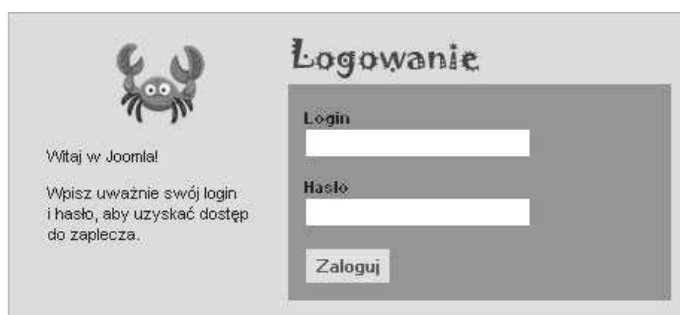 Logowanie
Witaj w Joomla!
Wpisz uważnie swój login
i hasło, aby uzyskać dostęp
do zaplecza.
Login
Hasło
Zaloguj